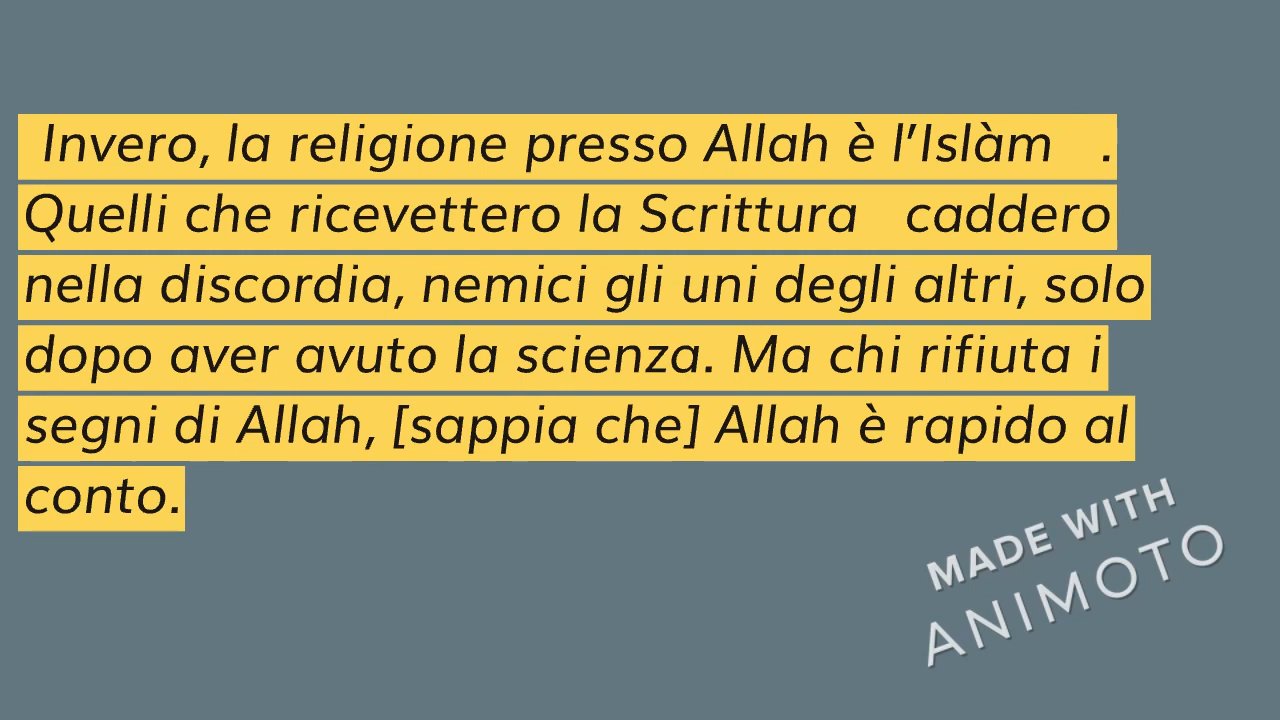 Invero, la religione presso Allah è l’Islàm .
Quelli che ricevettero la Scrittura caddero
nella discordia, nemici gli uni degli altri, solo
dopo aver avuto la scienza. Ma chi rifiuta i
segni di Allah, [sappia che] Allah è rapido al
conto.
MADE WITH
ANIMOTO